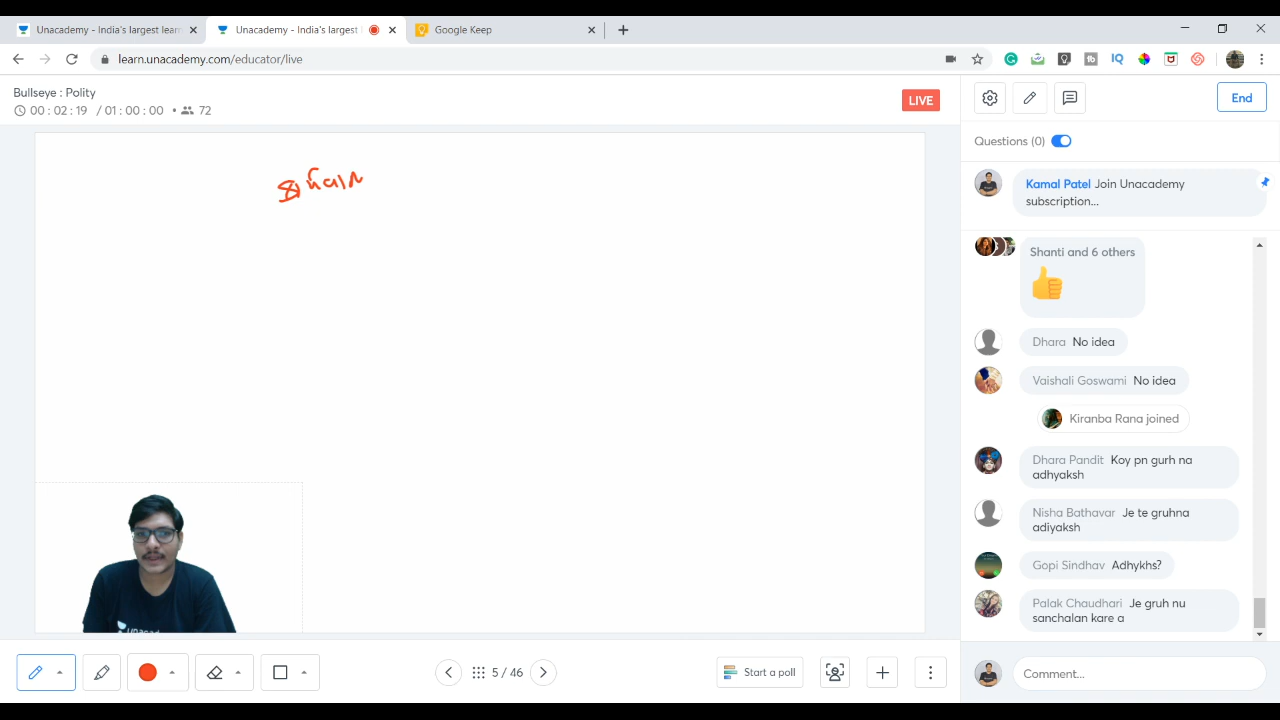 Unacademy - India's largest lear
Unacademy - India's largest
Google Keep
learn.unacademy.com/educator/live
Bullseye : Polity
00 : 02 : 19 / 01 : 00 : 00 • 72
LIVE
End
Questions (0)
Kamal Patel Join Unacademy
subscription...
Shanti and 6 others
Dhara No idea
Vaishali Goswami No idea
Kiranba Rana joined
Dhara Pandit Koy pn gurh na
adhyaksh
Nisha Bathavar Je te gruhna
adiyaksh
Gopi Sindhav Adhykhs?
Palak Chaudhari Je gruh nu
sanchalan kare a
5 / 46
Start a poll
Comment...